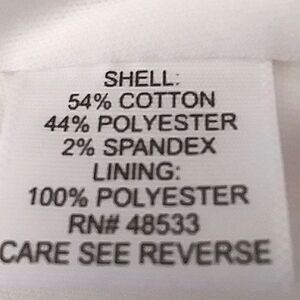 SHELL:
54% COTTON
44% POLYESTER
2% SPANDEX
LINING:
100% POLYESTER
RN# 48533
CARE SEE REVERSE